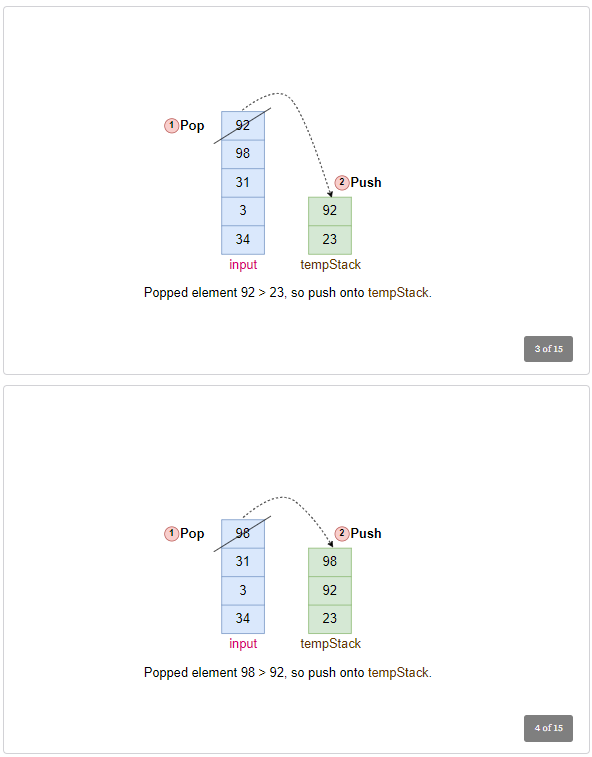 1 Pop
92
98
31
2 Push
3
92
34
23
input
tempStack
Popped element 92 > 23, so push onto tempStack.
3 of 15
1 Pop
98
2 Push
31
98
3
92
34
23
input
tempStack
Popped element 98 > 92, so push onto tempStack.
4 of 15